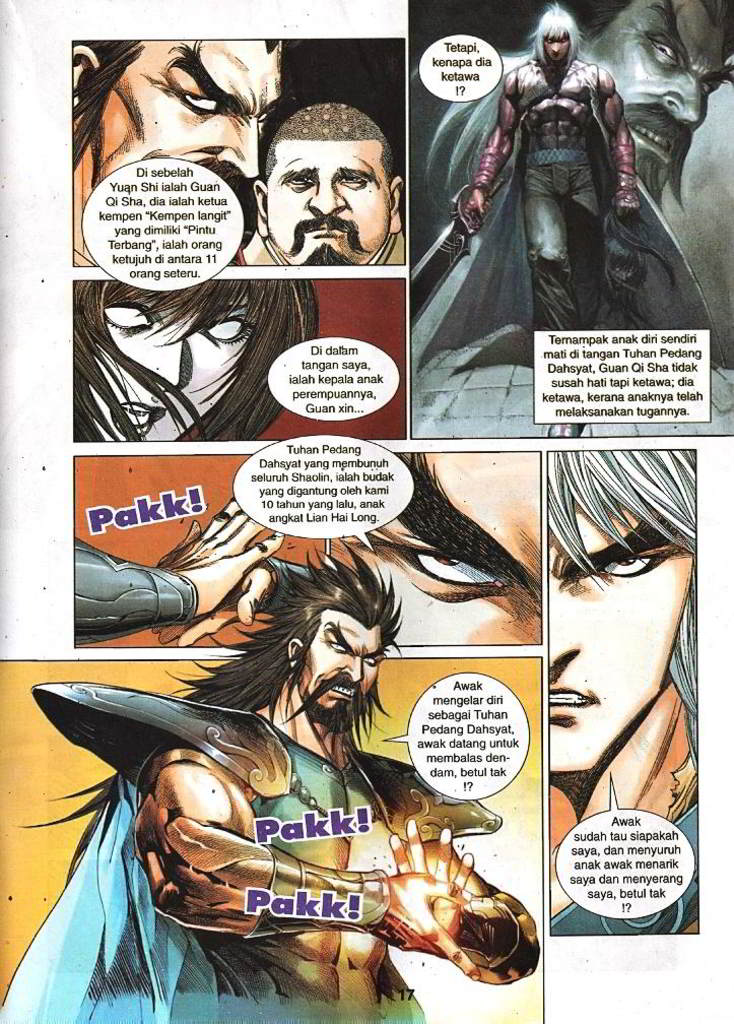 Di sebelah
Yuan Shi ialah Guan
Qi Sha, dia ialah ketua
kempen "Kempen langit"
yang dimiliki "Pintu
Terbang", ialah orang
ketujuh di antara 11
orang seteru.
Tetapi,
kenapa dia
ketawa
!?
Di dalam
tangan saya,
ialah kepala anak
perempuannya,
Guan xin...
Ternampak anak diri sendiri
mati di tangan Tuhan Pedang
Dahsyat, Guan Qi Sha tidak
susah hati tapi ketawa; dia
ketawa, kerana anaknya telah
melaksanakan tugannya.
Tuhan Pedang
Dahsyat yang membunuh
seluruh Shaolin, ialah budak
yang digantung oleh kami
10 tahun yang lalu, anak
angkat Lian Hai Long.
Pakk!
Awak
mengelar diri
sebagai Tuhan
Pedang Dahsyat,
awak datang untuk
membalas den-
dam, betul tak
!?
Pakk!
Pakk!
Awak
sudah tau siapakah
saya, dan menyuruh
anak awak menarik
saya dan menyerang
saya, betul tak
!?
17